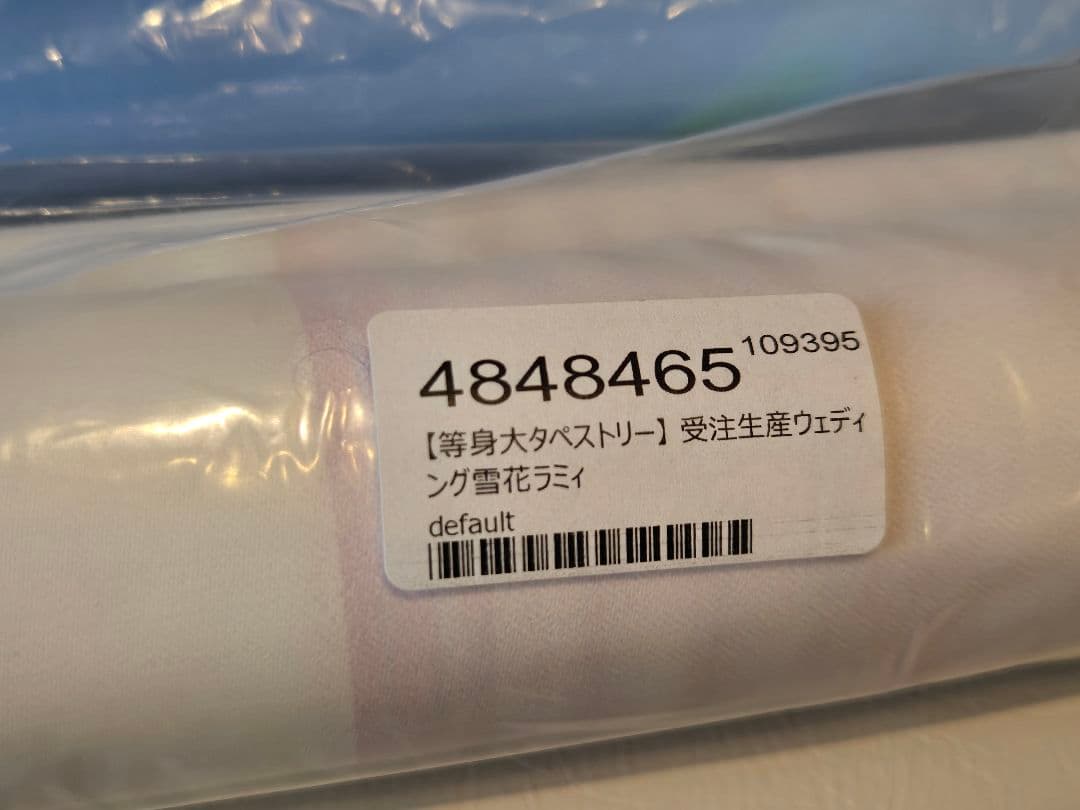 4848465 109395
【等身大タペストリー】 受注生産ウェディ
ング雪花ラミィ
default